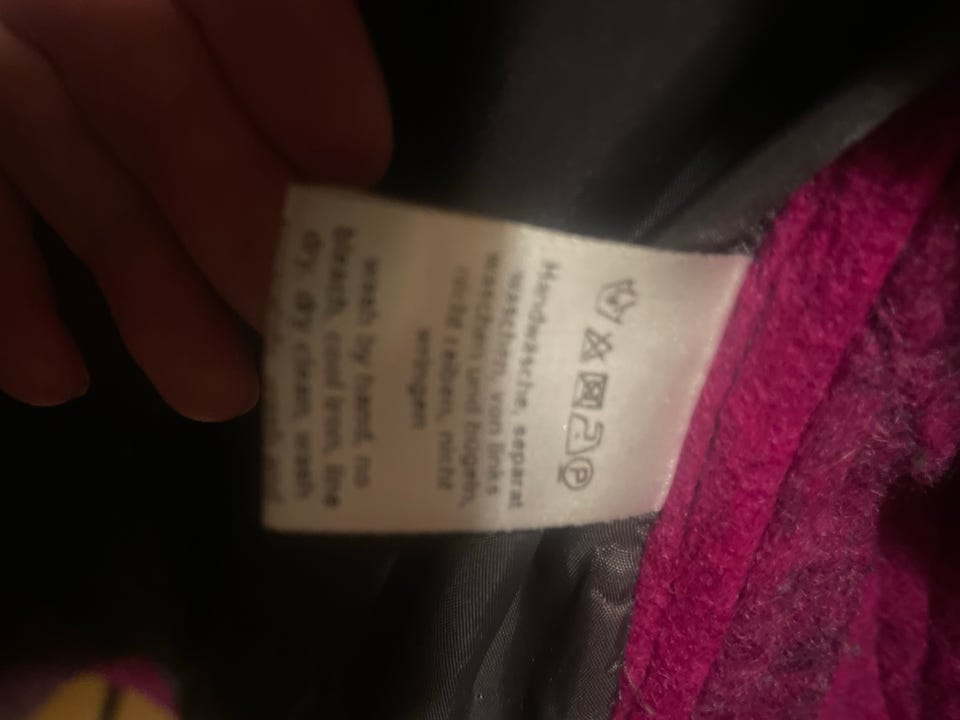 P
Handwäsche, separat
waschen, von links
waschen und bügeln,
nicht reiben, nicht
wringen
wash by hand, no
bleach, cool iron, line
dry, dry clean, wash